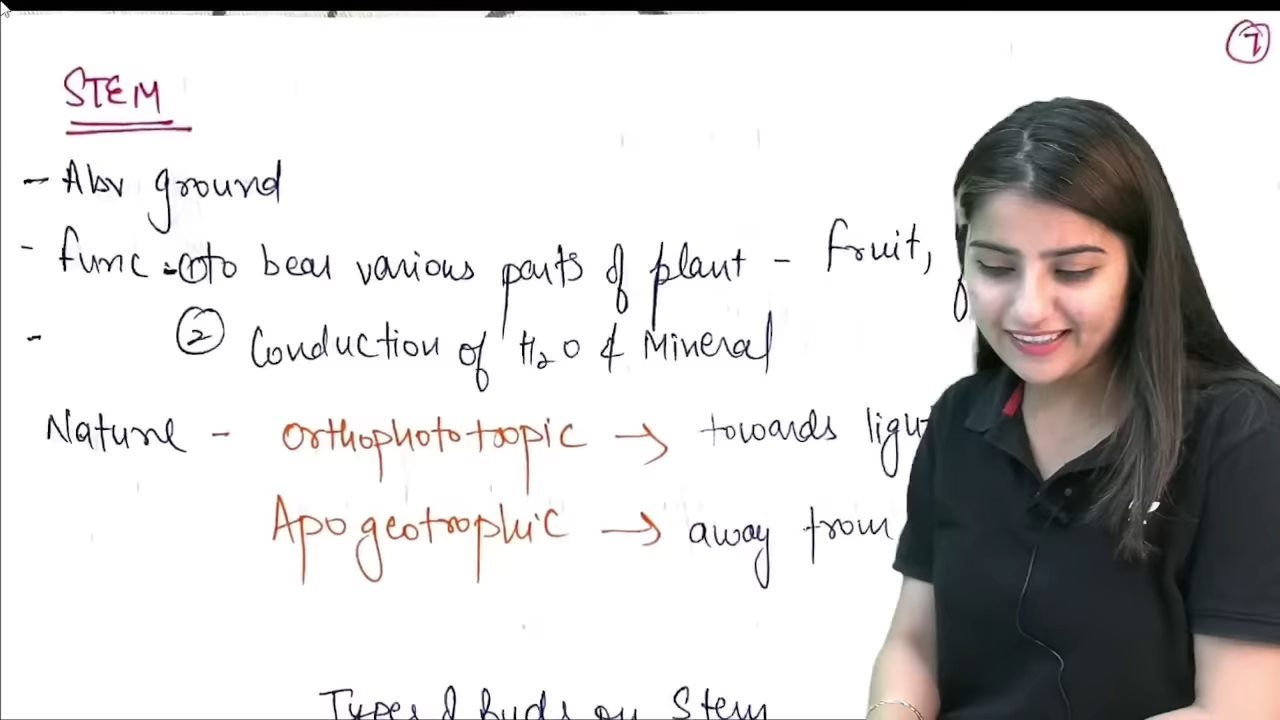 7
STEM
- Abv ground
- func :- ① to bear various parts of plant - fruit,
- ② Conduction of H₂O & Mineral
Nature - Orthophototropic → towards
Apogeotrophic → away from
Types of Buds on Stem